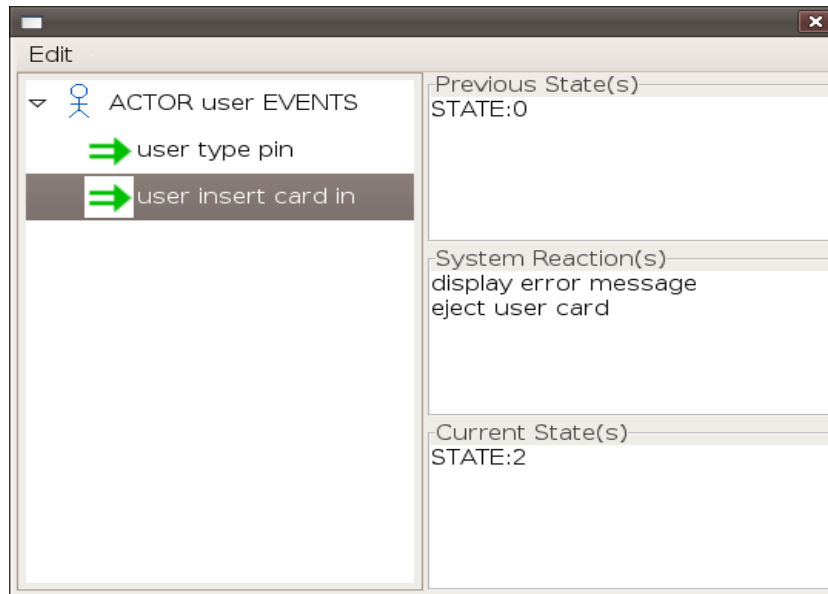 Edit
ACTOR user EVENTS
user type pin
user insert card in
Previous State(s)
STATE:0
System Reaction(s)
display error message
eject user card
Current State(s)
STATE:2